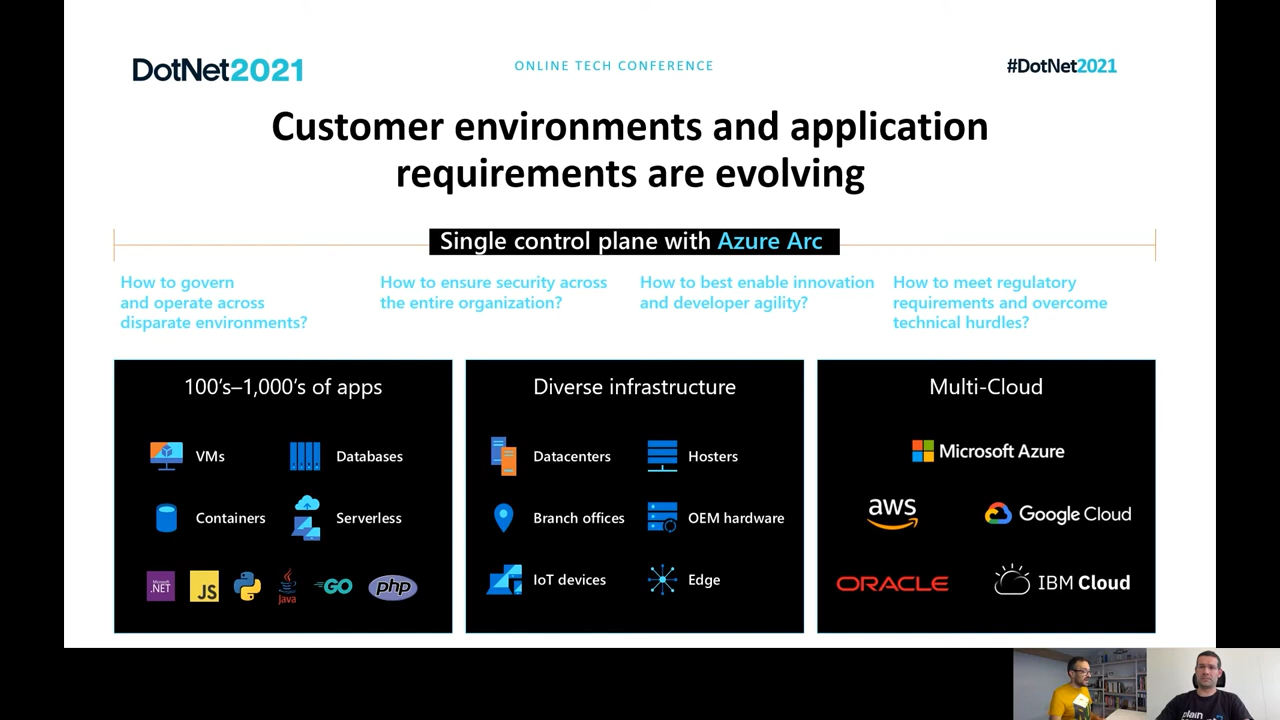 DotNet2021
ONLINE TECH CONFERENCE
#DotNet2021
Customer environments and application
requirements are evolving
Single control plane with Azure Arc
How to govern
and operate across
disparate environments?
How to ensure security across
the entire organization?
How to best enable innovation
and developer agility?
How to meet regulatory
requirements and overcome
technical hurdles?
100’s–1,000’s of apps
VMs
Databases
Containers
Serverless
Microsoft
.NET
JS
Java
GO
php
Diverse infrastructure
Datacenters
Hosters
Branch offices
OEM hardware
IoT devices
Edge
Multi-Cloud
Microsoft Azure
aws
Google Cloud
ORACLE
IBM Cloud
plain